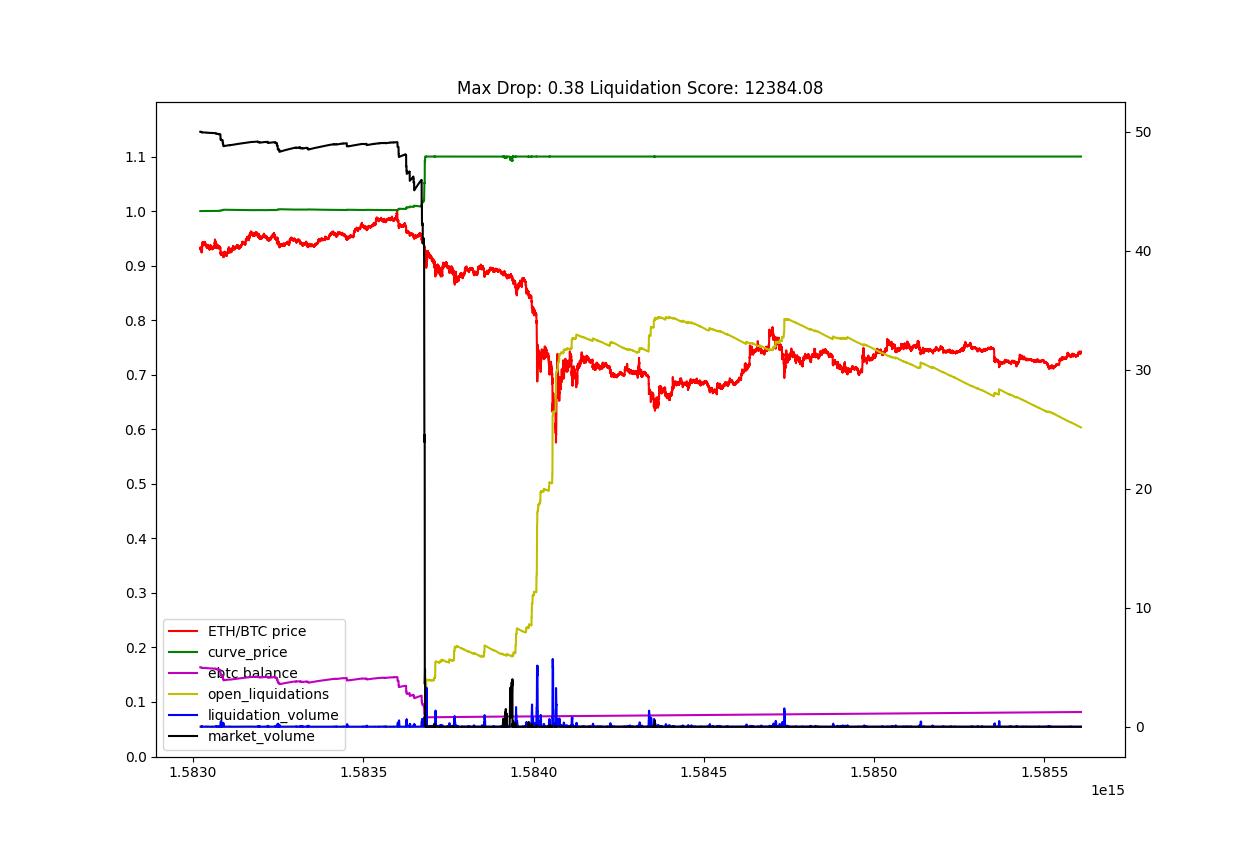 Max Drop: 0.38 Liquidation Score: 12384.08
1.1
1.0
0.9
0.8
0.7
0.6
0.5
0.4
0.3
0.2
0.1
0.0
50
40
30
20
10
0
ETH/BTC price
curve_price
ebtc balance
open_liquidations
liquidation_volume
market_volume
1.5830 1.5835 1.5840 1.5845 1.5850 1.5855
1e15